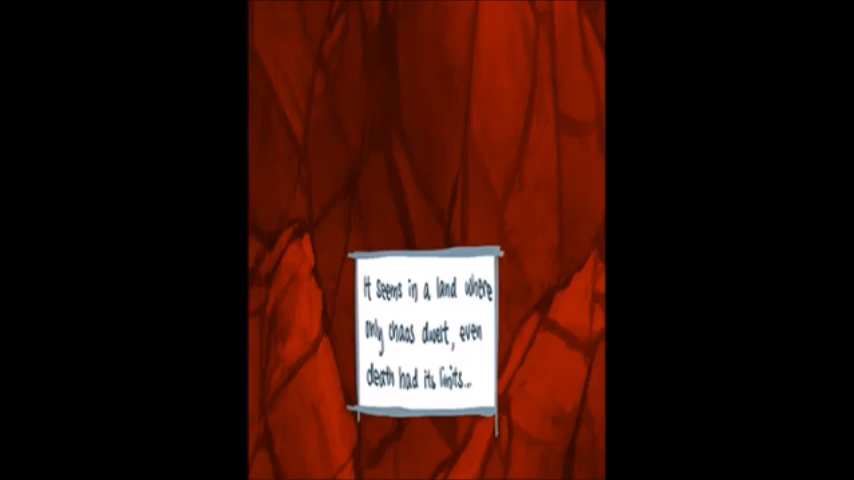 It seems in a land where
only chaos dwelt, even
death had its limits...